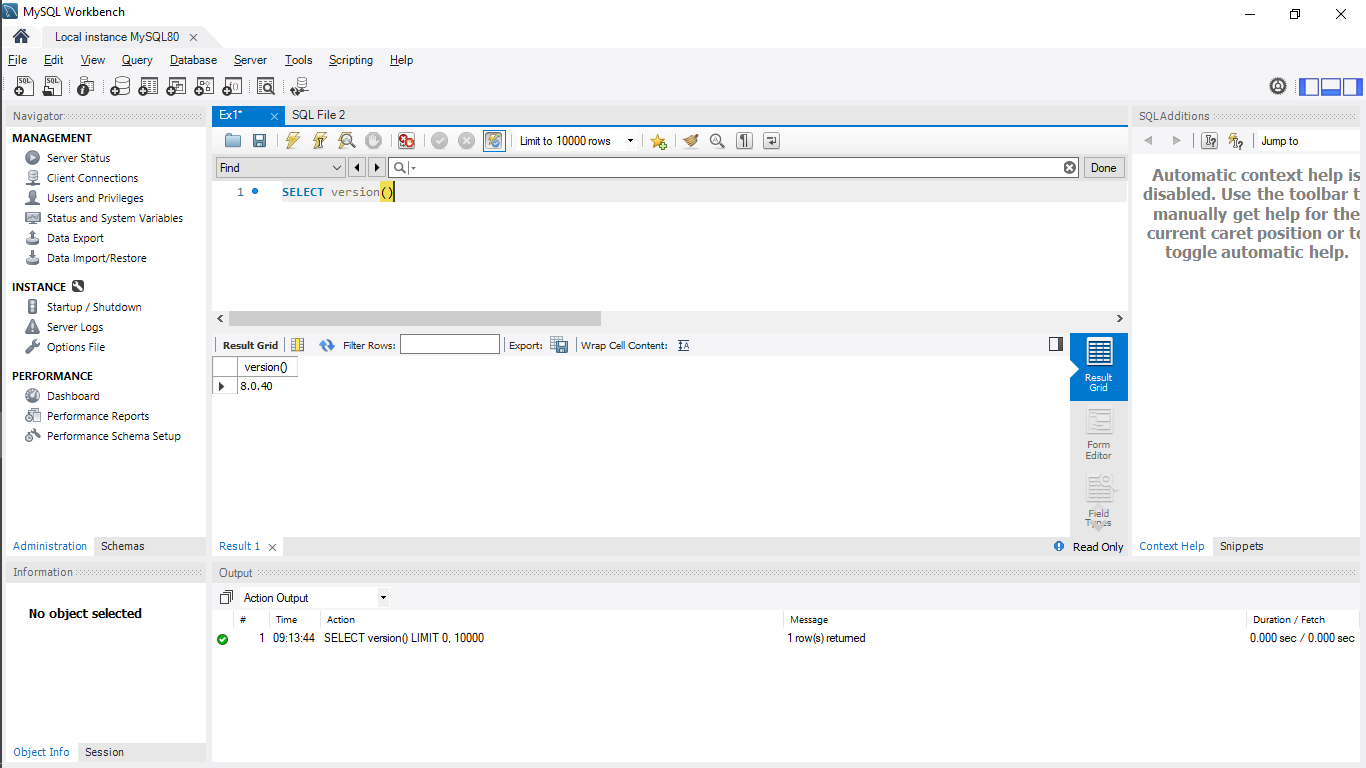 MySQL Workbench
Local instance MySQL80
File Edit View Query Database Server Tools Scripting Help
Navigator
MANAGEMENT
Server Status
Client Connections
Users and Privileges
Status and System Variables
Data Export
Data Import/Restore
INSTANCE
Startup / Shutdown
Server Logs
Options File
PERFORMANCE
Dashboard
Performance Reports
Performance Schema Setup
Administration Schemas
Information
No object selected
Object Info Session
Ex1* SQL File 2
Limit to 10000 rows
Find Done
1 SELECT version()
Result Grid Filter Rows: Export: Wrap Cell Content:
version()
8.0.40
Result
Grid
Form
Editor
Field
Types
Result 1 Read Only
Output
Action Output
# Time Action Message Duration / Fetch
1 09:13:44 SELECT version() LIMIT 0, 10000 1 row(s) returned 0.000 sec / 0.000 sec
SQLAdditions
Jump to
Automatic context help is
disabled. Use the toolbar t
manually get help for the
current caret position or to
toggle automatic help.
Context Help Snippets